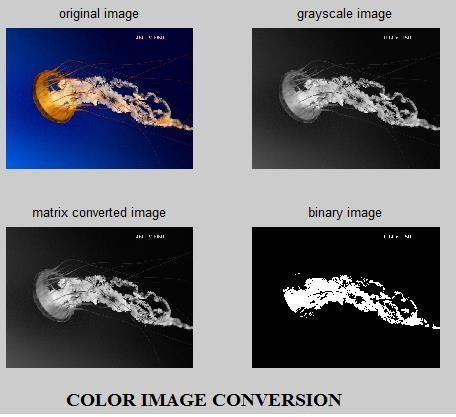 original image
grayscale image
matrix converted image
binary image
COLOR IMAGE CONVERSION